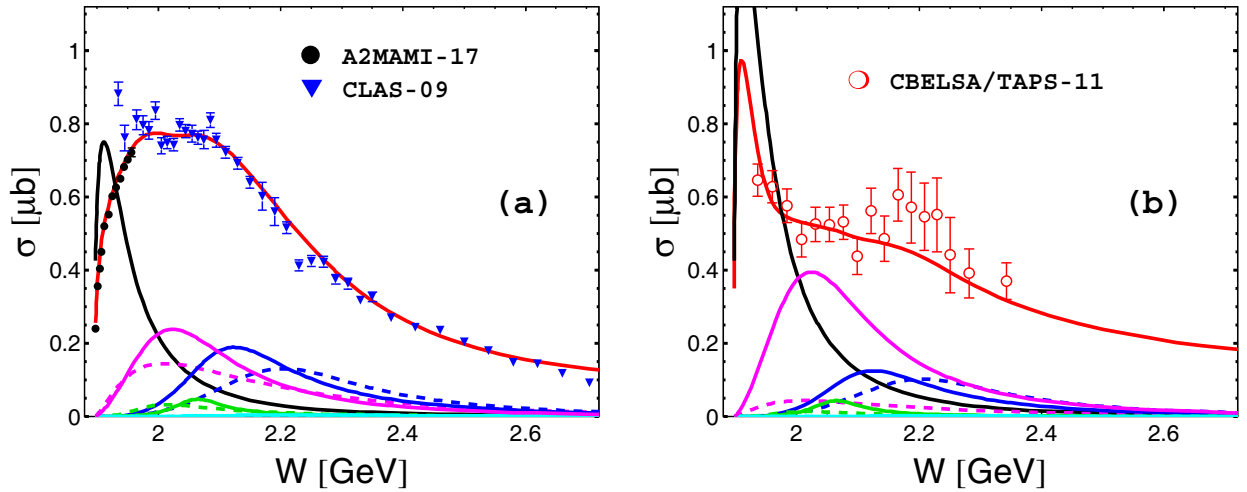 A2MAMI-17
CLAS-09
(a)
σ [μb]
1
0.8
0.6
0.4
0.2
0
2
2.2
2.4
2.6
W [GeV]
CBELSA/TAPS-11
(b)
σ [μb]
1
0.8
0.6
0.4
0.2
0
2
2.2
2.4
2.6
W [GeV]